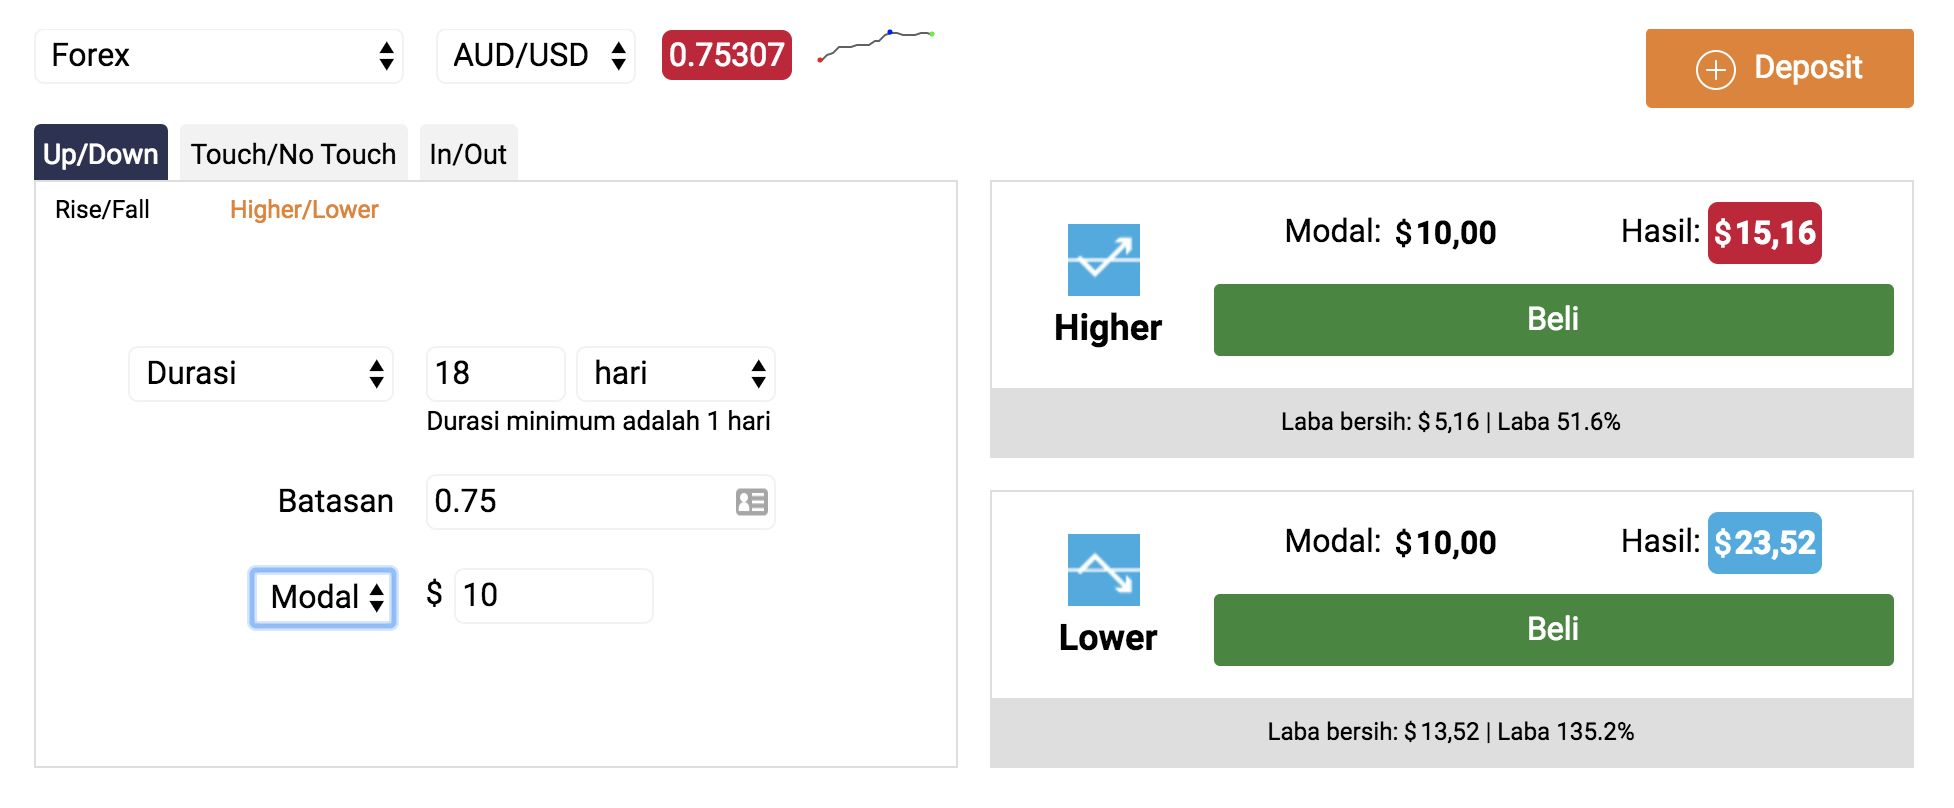 Forex
AUD/USD
0.75307
Deposit
Up/Down
Touch/No Touch
In/Out
Rise/Fall
Higher/Lower
Durasi
18
hari
Durasi minimum adalah 1 hari
Batasan
0.75
Modal
$
10
Modal: $10,00
Hasil: $15,16
Higher
Beli
Laba bersih: $5,16 | Laba 51.6%
Modal: $10,00
Hasil: $23,52
Lower
Beli
Laba bersih: $13,52 | Laba 135.2%